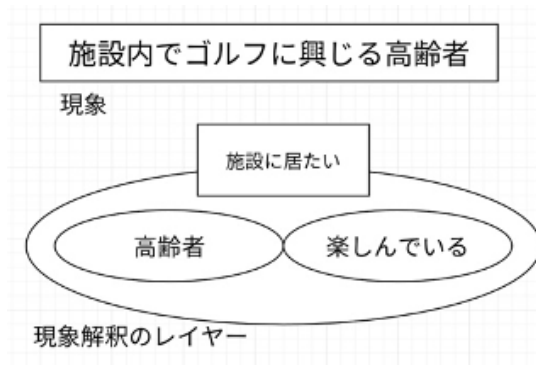 施設内でゴルフに興じる高齢者
現象
施設に居たい
高齢者
楽しんでいる
現象解釈のレイヤー